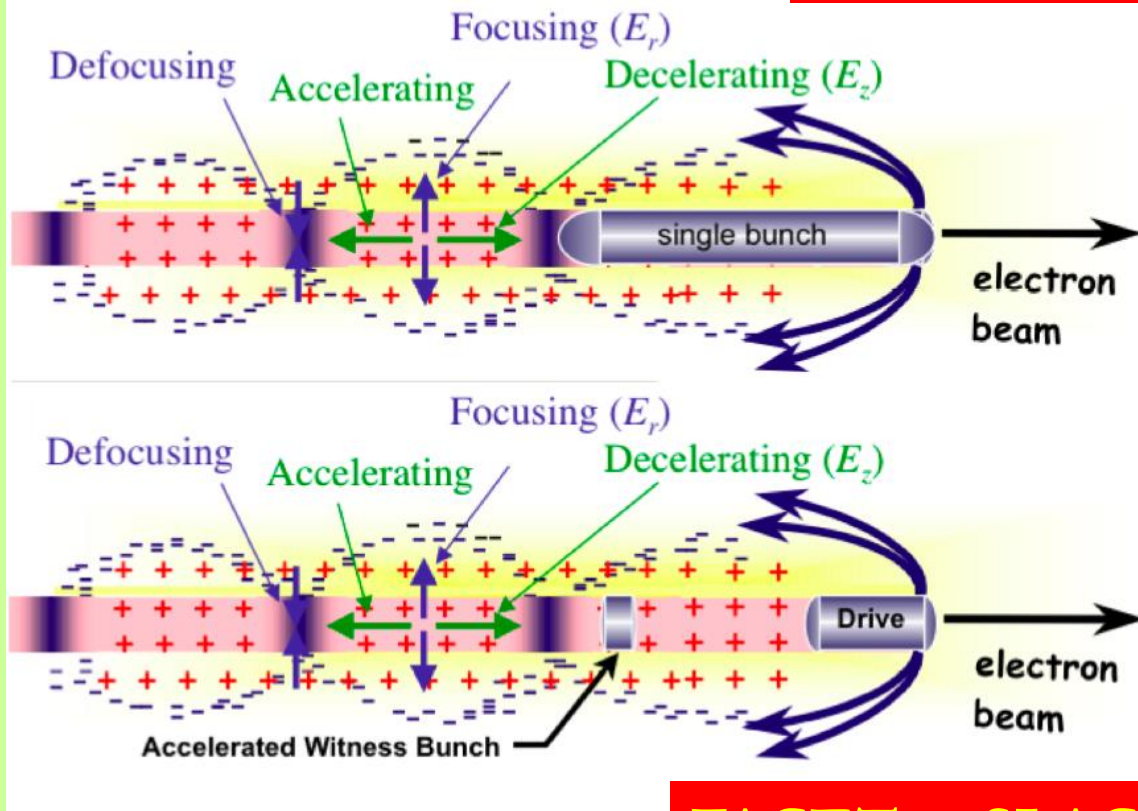 Focusing (E_r)
Defocusing
Accelerating
Decelerating (E_z)
single bunch
electron
beam
Focusing (E_r)
Defocusing
Accelerating
Decelerating (E_z)
Drive
electron
beam
Accelerated Witness Bunch